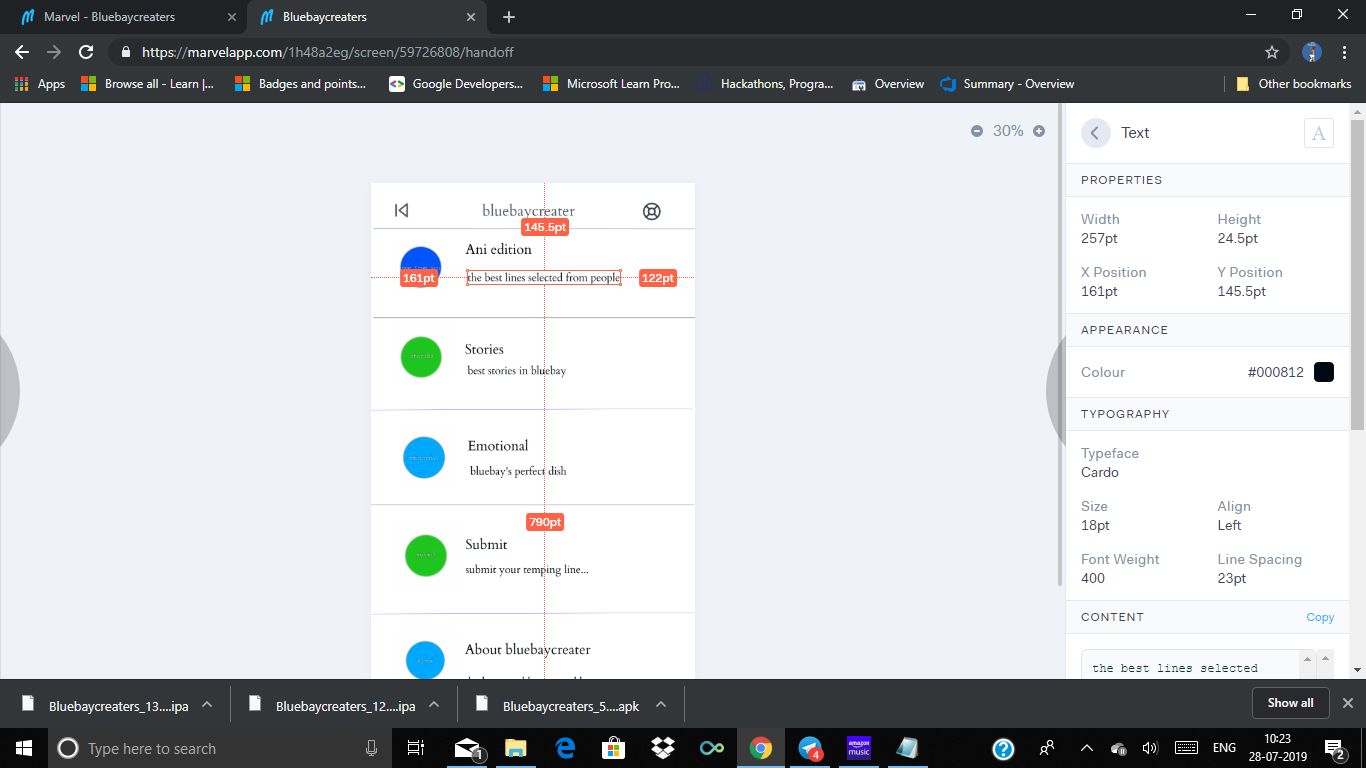 Marvel - Bluebaycreaters
Bluebaycreaters
https://marvelapp.com/1h48a2eg/screen/59726808/handoff
Apps
Browse all - Learn |...
Badges and points...
Google Developers...
Microsoft Learn Pro...
Hackathons, Progra...
Overview
Summary - Overview
Other bookmarks
30%
Text
A
PROPERTIES
Width Height
257pt 24.5pt
X Position Y Position
161pt 145.5pt
APPEARANCE
Colour #000812
TYPOGRAPHY
Typeface
Cardo
Size Align
18pt Left
Font Weight Line Spacing
400 23pt
CONTENT Copy
the best lines selected
bluebaycreater
145.5pt
Ani edition
161pt the best lines selected from people 122pt
Stories
best stories in bluebay
Emotional
bluebay's perfect dish
790pt
Submit
submit your temping line...
About bluebaycreater
Bluebaycreaters_13....ipa
Bluebaycreaters_12....ipa
Bluebaycreaters_5....apk
Show all
Type here to search
1
4
amazon music
ENG
10:23
28-07-2019
2